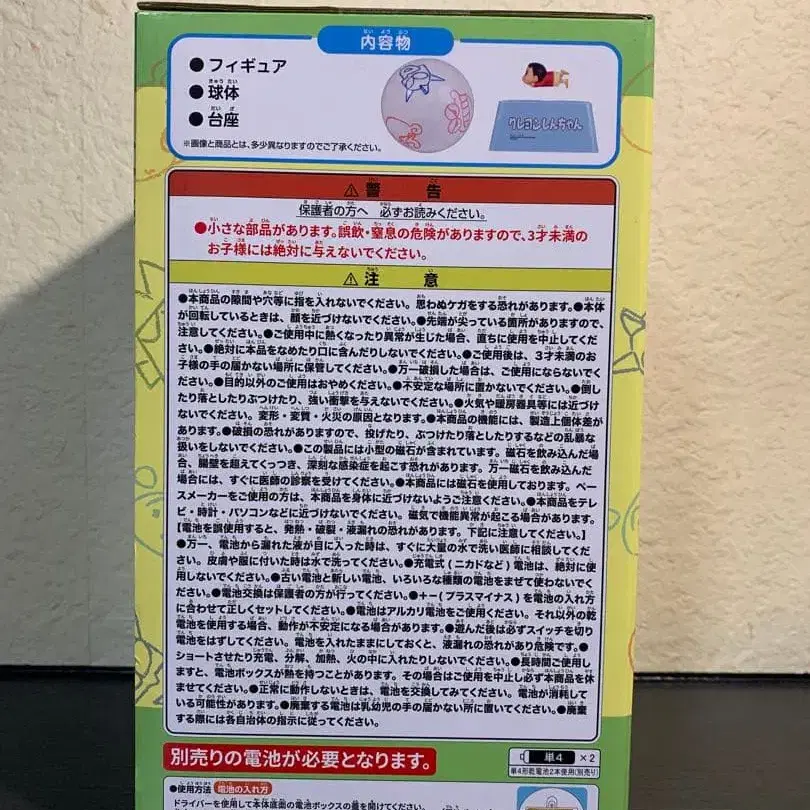 内容物
●フィギュア
●球体
●台座
※画像と商品とは、多少異なりますのでご了承ください。
クレヨンしんちゃん
⚠警　告
保護者の方へ 必ずお読みください。
●小さな部品があります。誤飲・窒息の危険がありますので、3才未満の
お子様には絶対に与えないでください。
⚠注　意
●本商品の隙間や穴等に指を入れないでください。思わぬケガをする恐れがあります。●本体
が回転しているときは、顔を近づけないでください。●先端が尖っている箇所がありますので、
注意してください。●ご使用中に熱くなったり異常が生じた場合、直ちに使用を中止してくだ
さい。●絶対に本品をなめたり口に含んだりしないでください。●ご使用後は、3才未満のお
子様の手の届かない場所に保管してください。●万一破損した場合は、ご使用にならないでく
ださい。●目的以外のご使用はおやめください。●不安定な場所に置かないでください。●倒し
たり落としたりぶつけたり、強い衝撃を与えないでください。●火気や暖房器具等には近づけ
ないでください。変形・変質・火災の原因となります。●本商品の機能には、製造上個体差が
あります。●破損の恐れがありますので、投げたり、ぶつけたり落としたりするなどの乱暴な
扱いをしないでください。●この製品には小型の磁石が含まれています。磁石を飲み込んだ場
合、腸壁を超えてくっつき、深刻な感染症を起こす恐れがあります。万一磁石を飲み込んだ
場合には、すぐに医師の診察を受けてください。●本商品には磁石を使用しております。ペー
スメーカーをご使用の方は、本商品を身体に近づけないようご注意ください。●本商品をテレ
ビ・時計・パソコンなどに近づけないでください。磁気で機能異常が起こる場合があります。
【電池を誤使用すると、発熱・破裂・液漏れの恐れがあります。下記に注意してください。】
●万一、電池から漏れた液が目に入った時は、すぐに大量の水で洗い医師に相談してくだ
さい。皮膚や服に付いた時は水で洗ってください。●充電式(ニカドなど)電池は、絶対に使
用しないでください。●古い電池と新しい電池、いろいろな種類の電池をまぜて使わないでく
ださい。●電池交換は保護者の方が行ってください。●+−(プラスマイナス)を電池の入れ方
に合わせて正しくセットしてください。●電池はアルカリ電池をご使用ください。それ以外の乾
電池を使用する場合、動作が不安定になる場合があります。●遊んだ後は必ずスイッチを切り
電池をはずしてください。電池を入れたままにしておくと、液漏れの恐れがあり危険です。●
ショートさせたり充電、分解、加熱、火の中に入れたりしないでください。●長時間ご使用し
ますと、電池ボックスが熱を持つことがあります。その場合はご使用を中止し必ず本商品を休
ませてください。●正常に動作しないときは、電池を交換してみてください。電池が消耗して
いる可能性があります。●廃棄する電池は乳幼児の手の届かない所に置いてください。●廃棄
する際には各自治体の指示に従ってください。
別売りの電池が必要となります。
単4 ×2
単4形乾電池2本使用(別売り)
●使用方法 電池の入れ方
ドライバーを使用して本体底面の電池ボックスの蓋を開けてください。